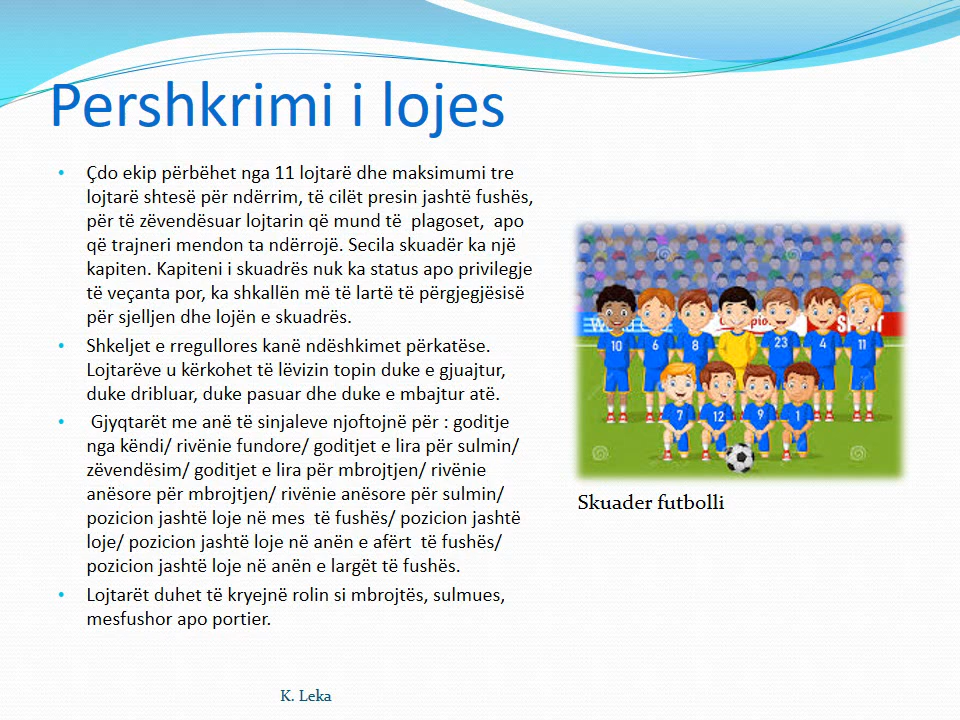 Pershkrimi i lojes
• Çdo ekip përbëhet nga 11 lojtarë dhe maksimumi tre
lojtarë shtesë për ndërrim, të cilët presin jashtë fushës,
për të zëvendësuar lojtarin që mund të plagoset, apo
që trajneri mendon ta ndërrojë. Secila skuadër ka një
kapiten. Kapiteni i skuadrës nuk ka status apo privilegje
të veçanta por, ka shkallën më të lartë të përgjegjësisë
për sjelljen dhe lojën e skuadrës.
• Shkeljet e rregullores kanë ndëshkimet përkatëse.
Lojtarëve u kërkohet të lëvizin topin duke e gjuajtur,
duke dribluar, duke pasuar dhe duke e mbajtur atë.
• Gjyqtarët me anë të sinjaleve njoftojnë për : goditje
nga këndi/ rivënie fundore/ goditjet e lira për sulmin/
zëvendësim/ goditjet e lira për mbrojtjen/ rivënie
anësore për mbrojtjen/ rivënie anësore për sulmin/
pozicion jashtë loje në mes të fushës/ pozicion jashtë
loje/ pozicion jashtë loje në anën e afërt të fushës/
pozicion jashtë loje në anën e largët të fushës.
• Lojtarët duhet të kryejnë rolin si mbrojtës, sulmues,
mesfushor apo portier.
10 6 8 23 4 11
7 12 9 1
Skuader futbolli
K. Leka